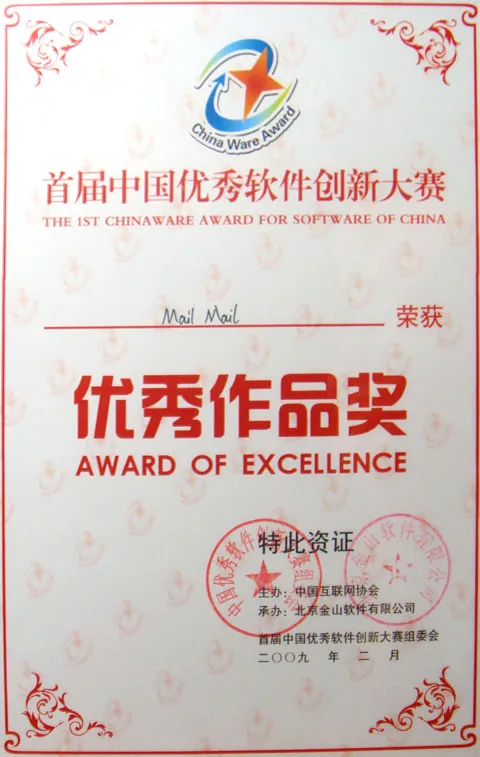 China Ware Award
首届中国优秀软件创新大赛
THE 1ST CHINAWARE AWARD FOR SOFTWARE OF CHINA
Mail Mail 荣获
优秀作品奖
AWARD OF EXCELLENCE
特此资证
主办：中国互联网协会
承办：北京金山软件有限公司
首届中国优秀软件创新大赛组委会
二〇〇九 年 二 月